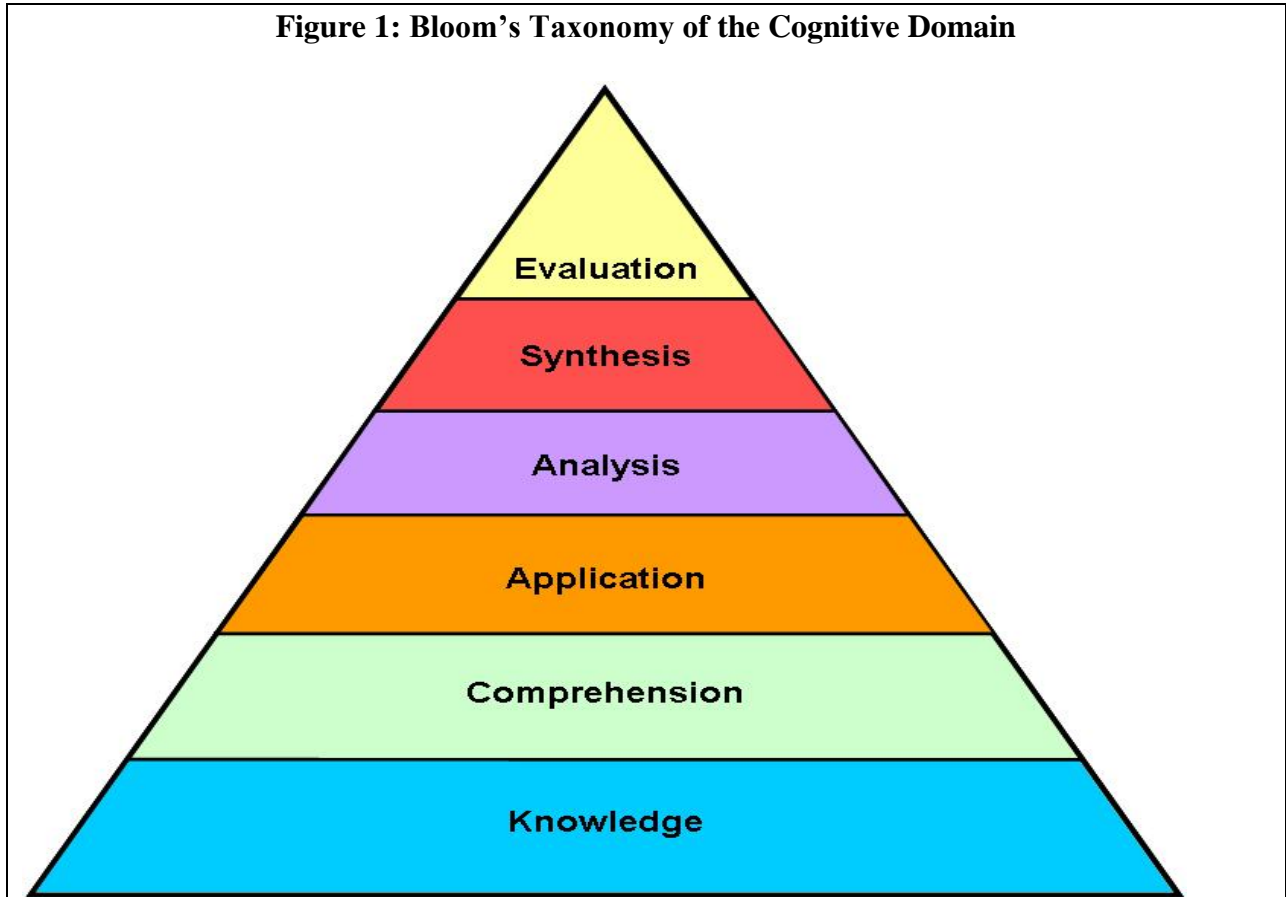 Figure 1: Bloom’s Taxonomy of the Cognitive Domain
Evaluation
Synthesis
Analysis
Application
Comprehension
Knowledge